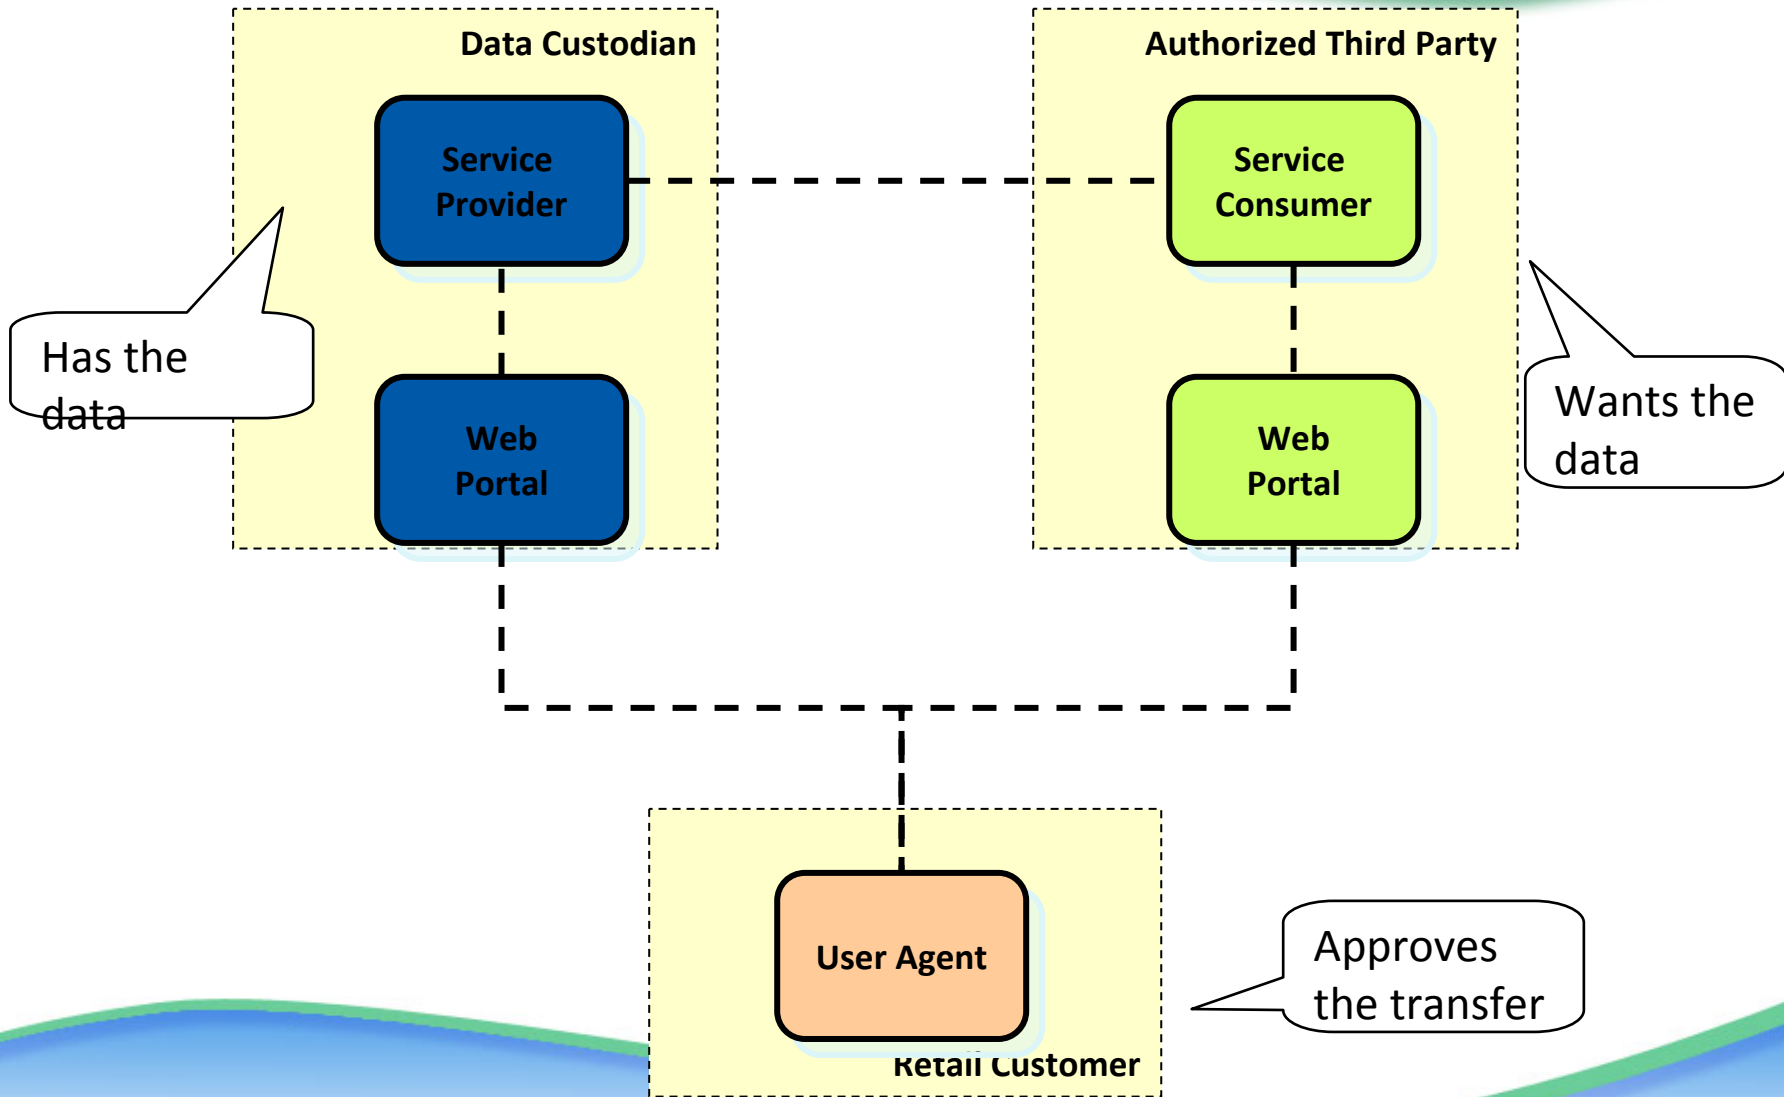 Data Custodian
Authorized Third Party
Service
Provider
Service
Consumer
Has the
data
Web
Portal
Web
Portal
Wants the
data
User Agent
Approves
the transfer
Retail Customer